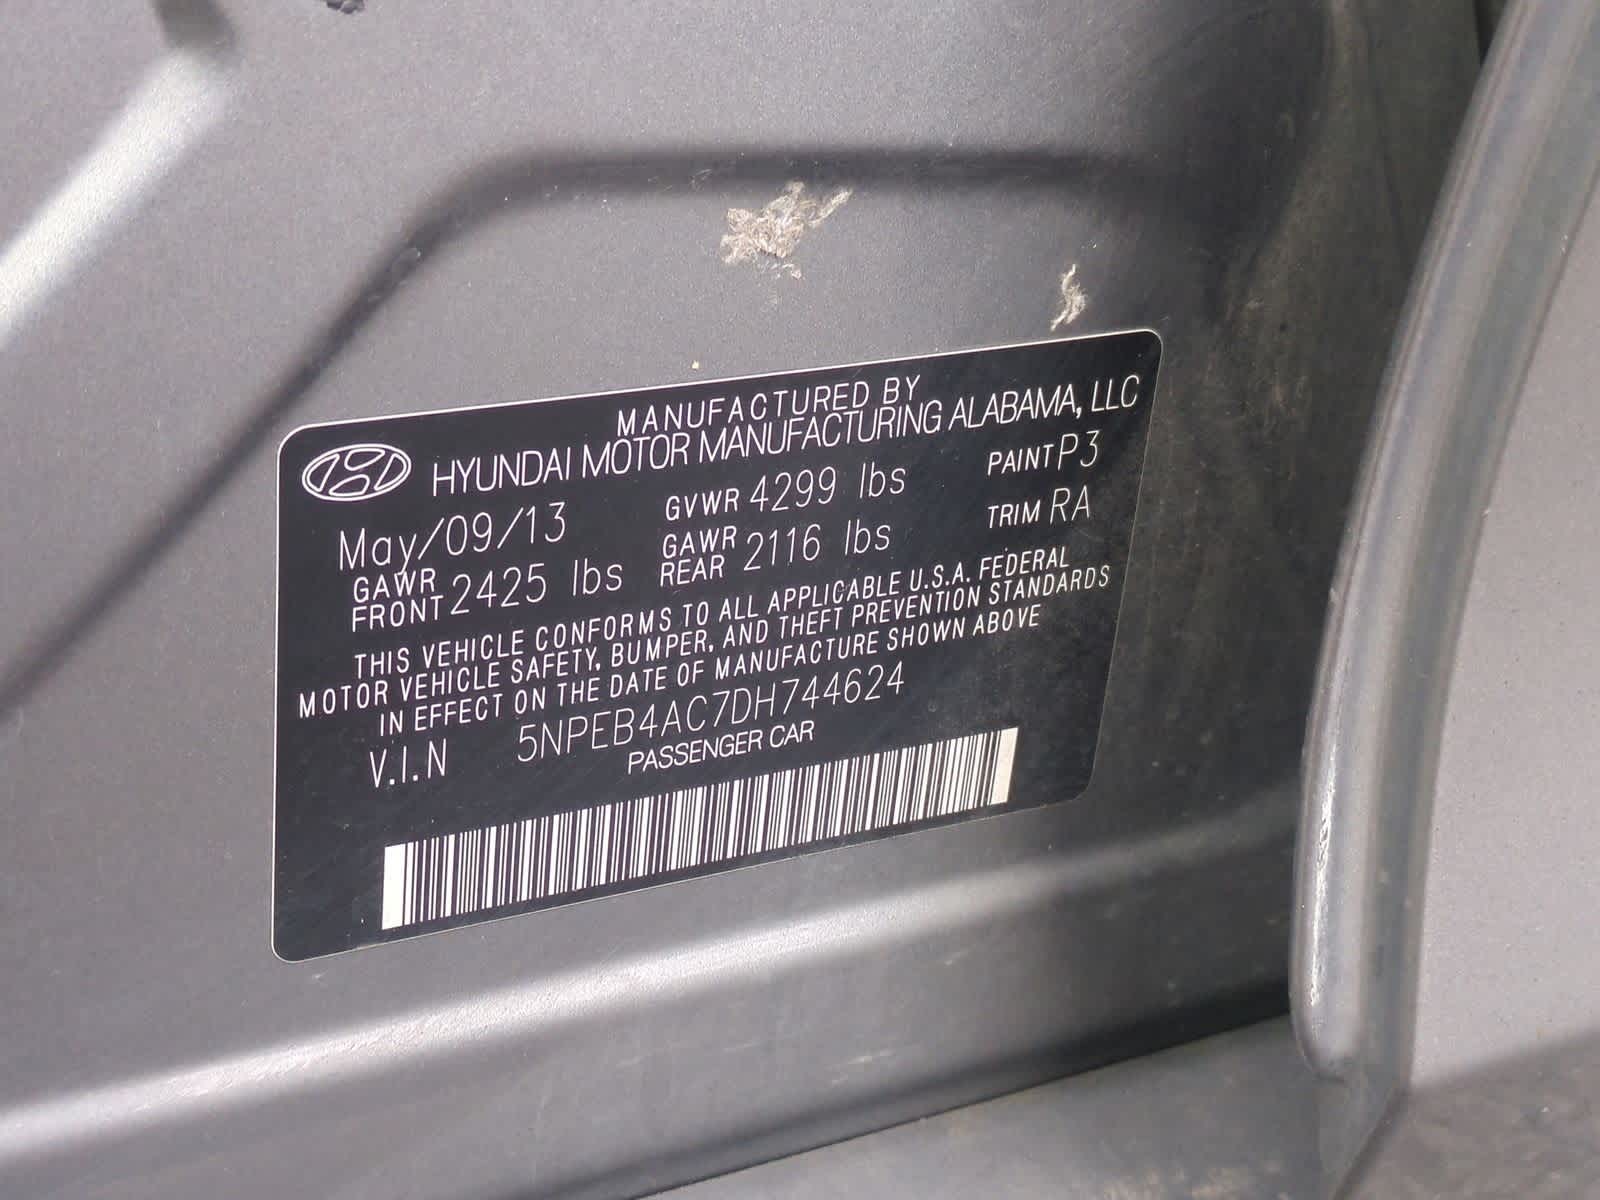 MANUFACTURED BY
HYUNDAI MOTOR MANUFACTURING ALABAMA, LLC
May/09/13 GVWR 4299 lbs PAINT P3
GAWR FRONT 2425 lbs GAWR REAR 2116 lbs TRIM RA
THIS VEHICLE CONFORMS TO ALL APPLICABLE U.S.A. FEDERAL
MOTOR VEHICLE SAFETY, BUMPER, AND THEFT PREVENTION STANDARDS
IN EFFECT ON THE DATE OF MANUFACTURE SHOWN ABOVE
V.I.N 5NPEB4AC7DH744624
PASSENGER CAR